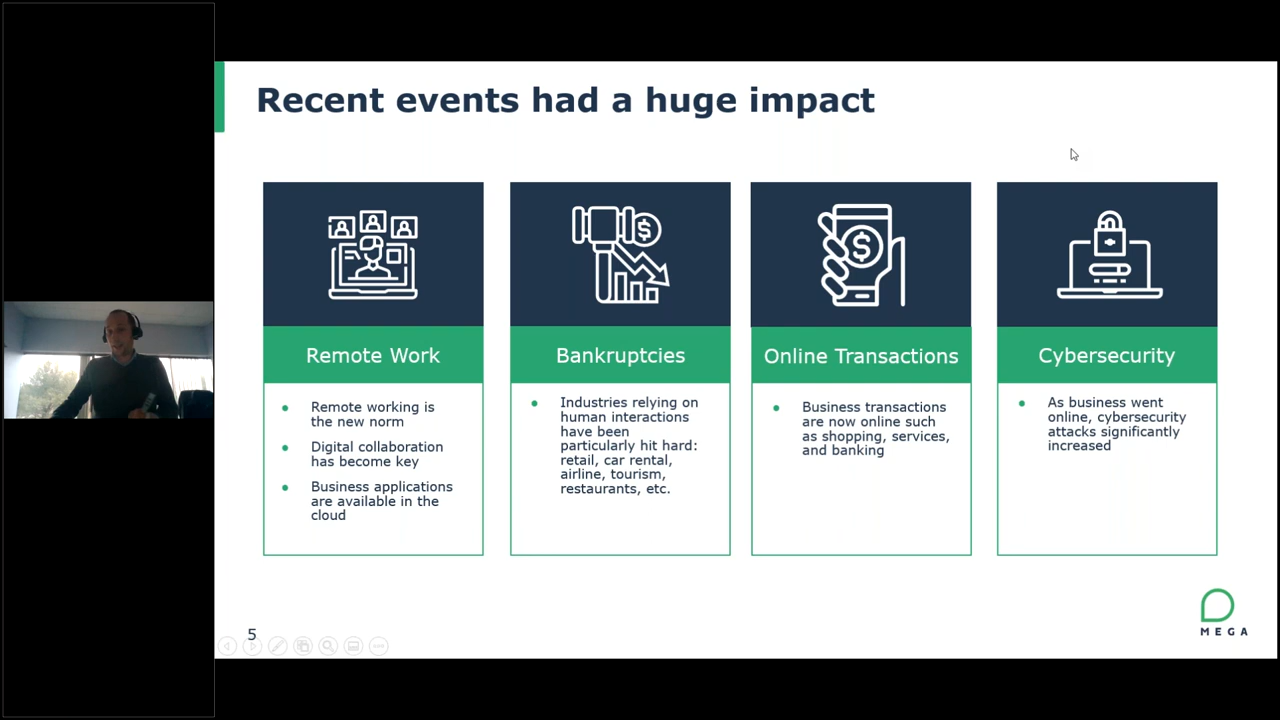 Recent events had a huge impact
Remote Work
Remote working is
the new norm
Digital collaboration
has become key
Business applications
are available in the
cloud
Bankruptcies
Industries relying on
human interactions
have been
particularly hit hard:
retail, car rental,
airline, tourism,
restaurants, etc.
Online Transactions
Business transactions
are now online such
as shopping, services,
and banking
Cybersecurity
As business went
online, cybersecurity
attacks significantly
increased
5
MEGA